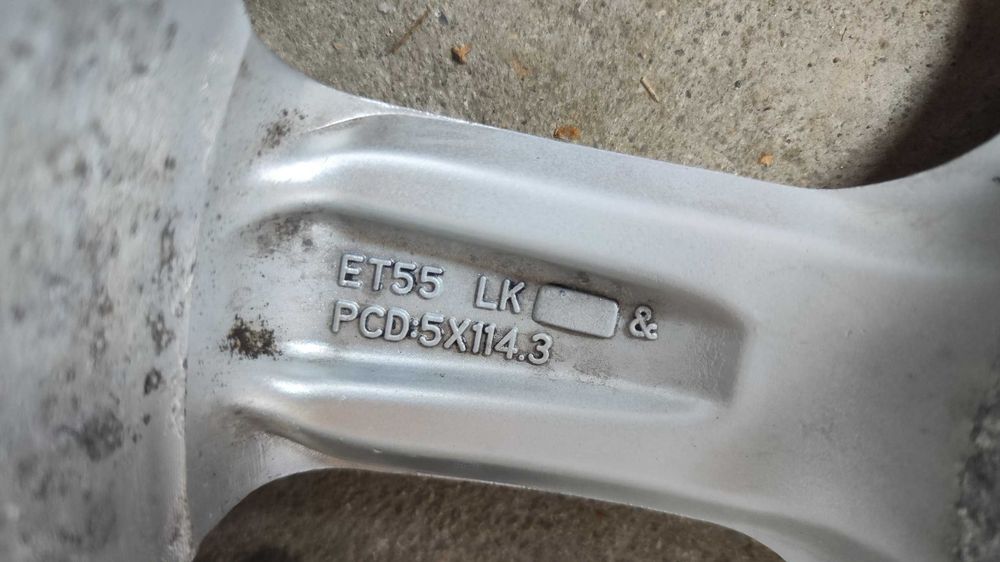 ET55 LK &
PCD:5X114.3